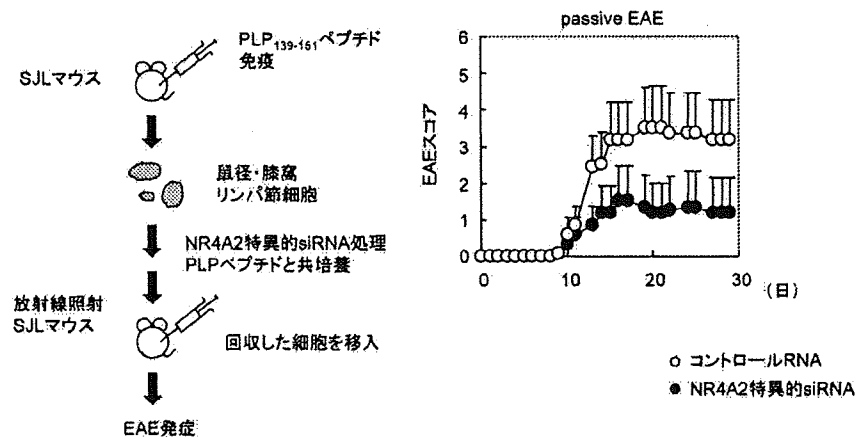 SJLマウス
PLP139-151ペプチド
免疫
鼠径・膝窩
リンパ節細胞
NR4A2特異的siRNA処理
PLPペプチドと共培養
放射線照射
SJLマウス
回収した細胞を移入
EAE発症
passive EAE
EAEスコア
6
5
4
3
2
1
0
0
10
20
30
(日)
コントロールRNA
NR4A2特異的siRNA